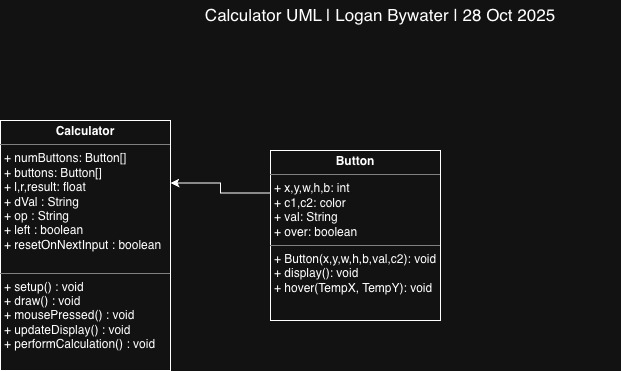 Calculator UML | Logan Bywater | 28 Oct 2025
Calculator
+ numButtons: Button[]
+ buttons: Button[]
+ l,r,result: float
+ dVal : String
+ op : String
+ left : boolean
+ resetOnNextInput : boolean
+ setup() : void
+ draw() : void
+ mousePressed() : void
+ updateDisplay() : void
+ performCalculation() : void
Button
+ x,y,w,h,b: int
+ c1,c2: color
+ val: String
+ over: boolean
+ Button(x,y,w,h,b,val,c2): void
+ display(): void
+ hover(TempX, TempY): void